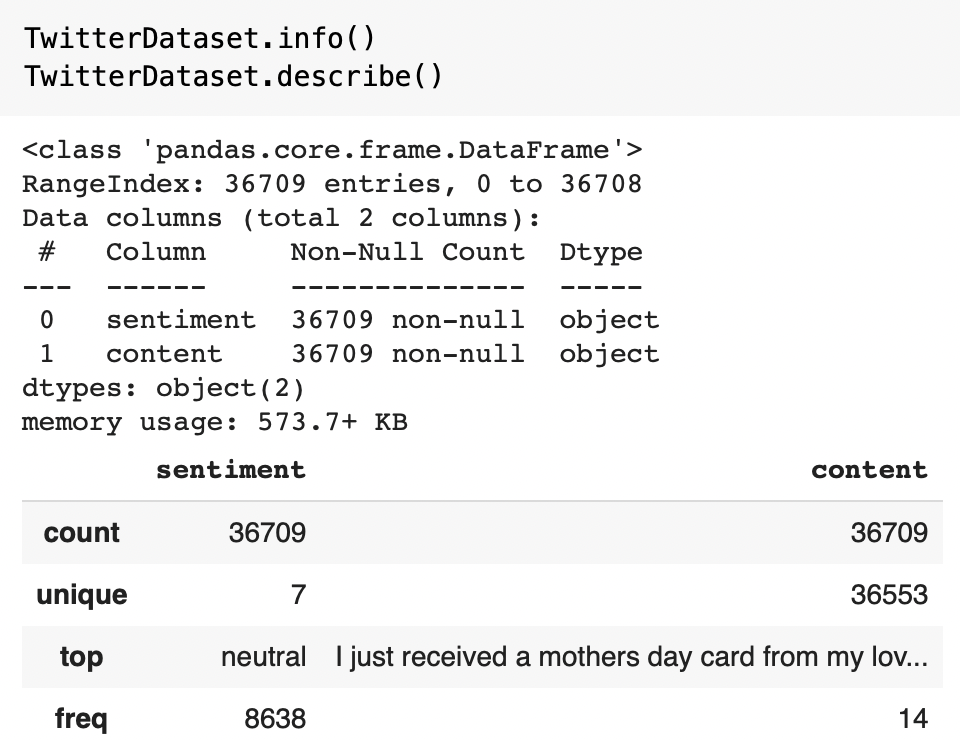 TwitterDataset.info()
TwitterDataset.describe()
<class 'pandas.core.frame.DataFrame'>
RangeIndex: 36709 entries, 0 to 36708
Data columns (total 2 columns):
 #   Column     Non-Null Count  Dtype
---  ------     --------------  -----
 0   sentiment  36709 non-null  object
 1   content    36709 non-null  object
dtypes: object(2)
memory usage: 573.7+ KB
sentiment content
count 36709 36709
unique 7 36553
top neutral I just received a mothers day card from my lov...
freq 8638 14